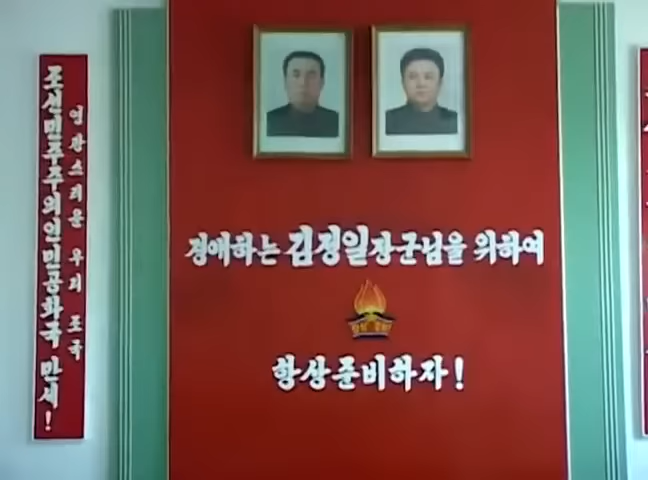 영광스러운 우리 조국
조선민주주의인민공화국 만세!
경애하는 김정일장군님을 위하여
항상준비하자!